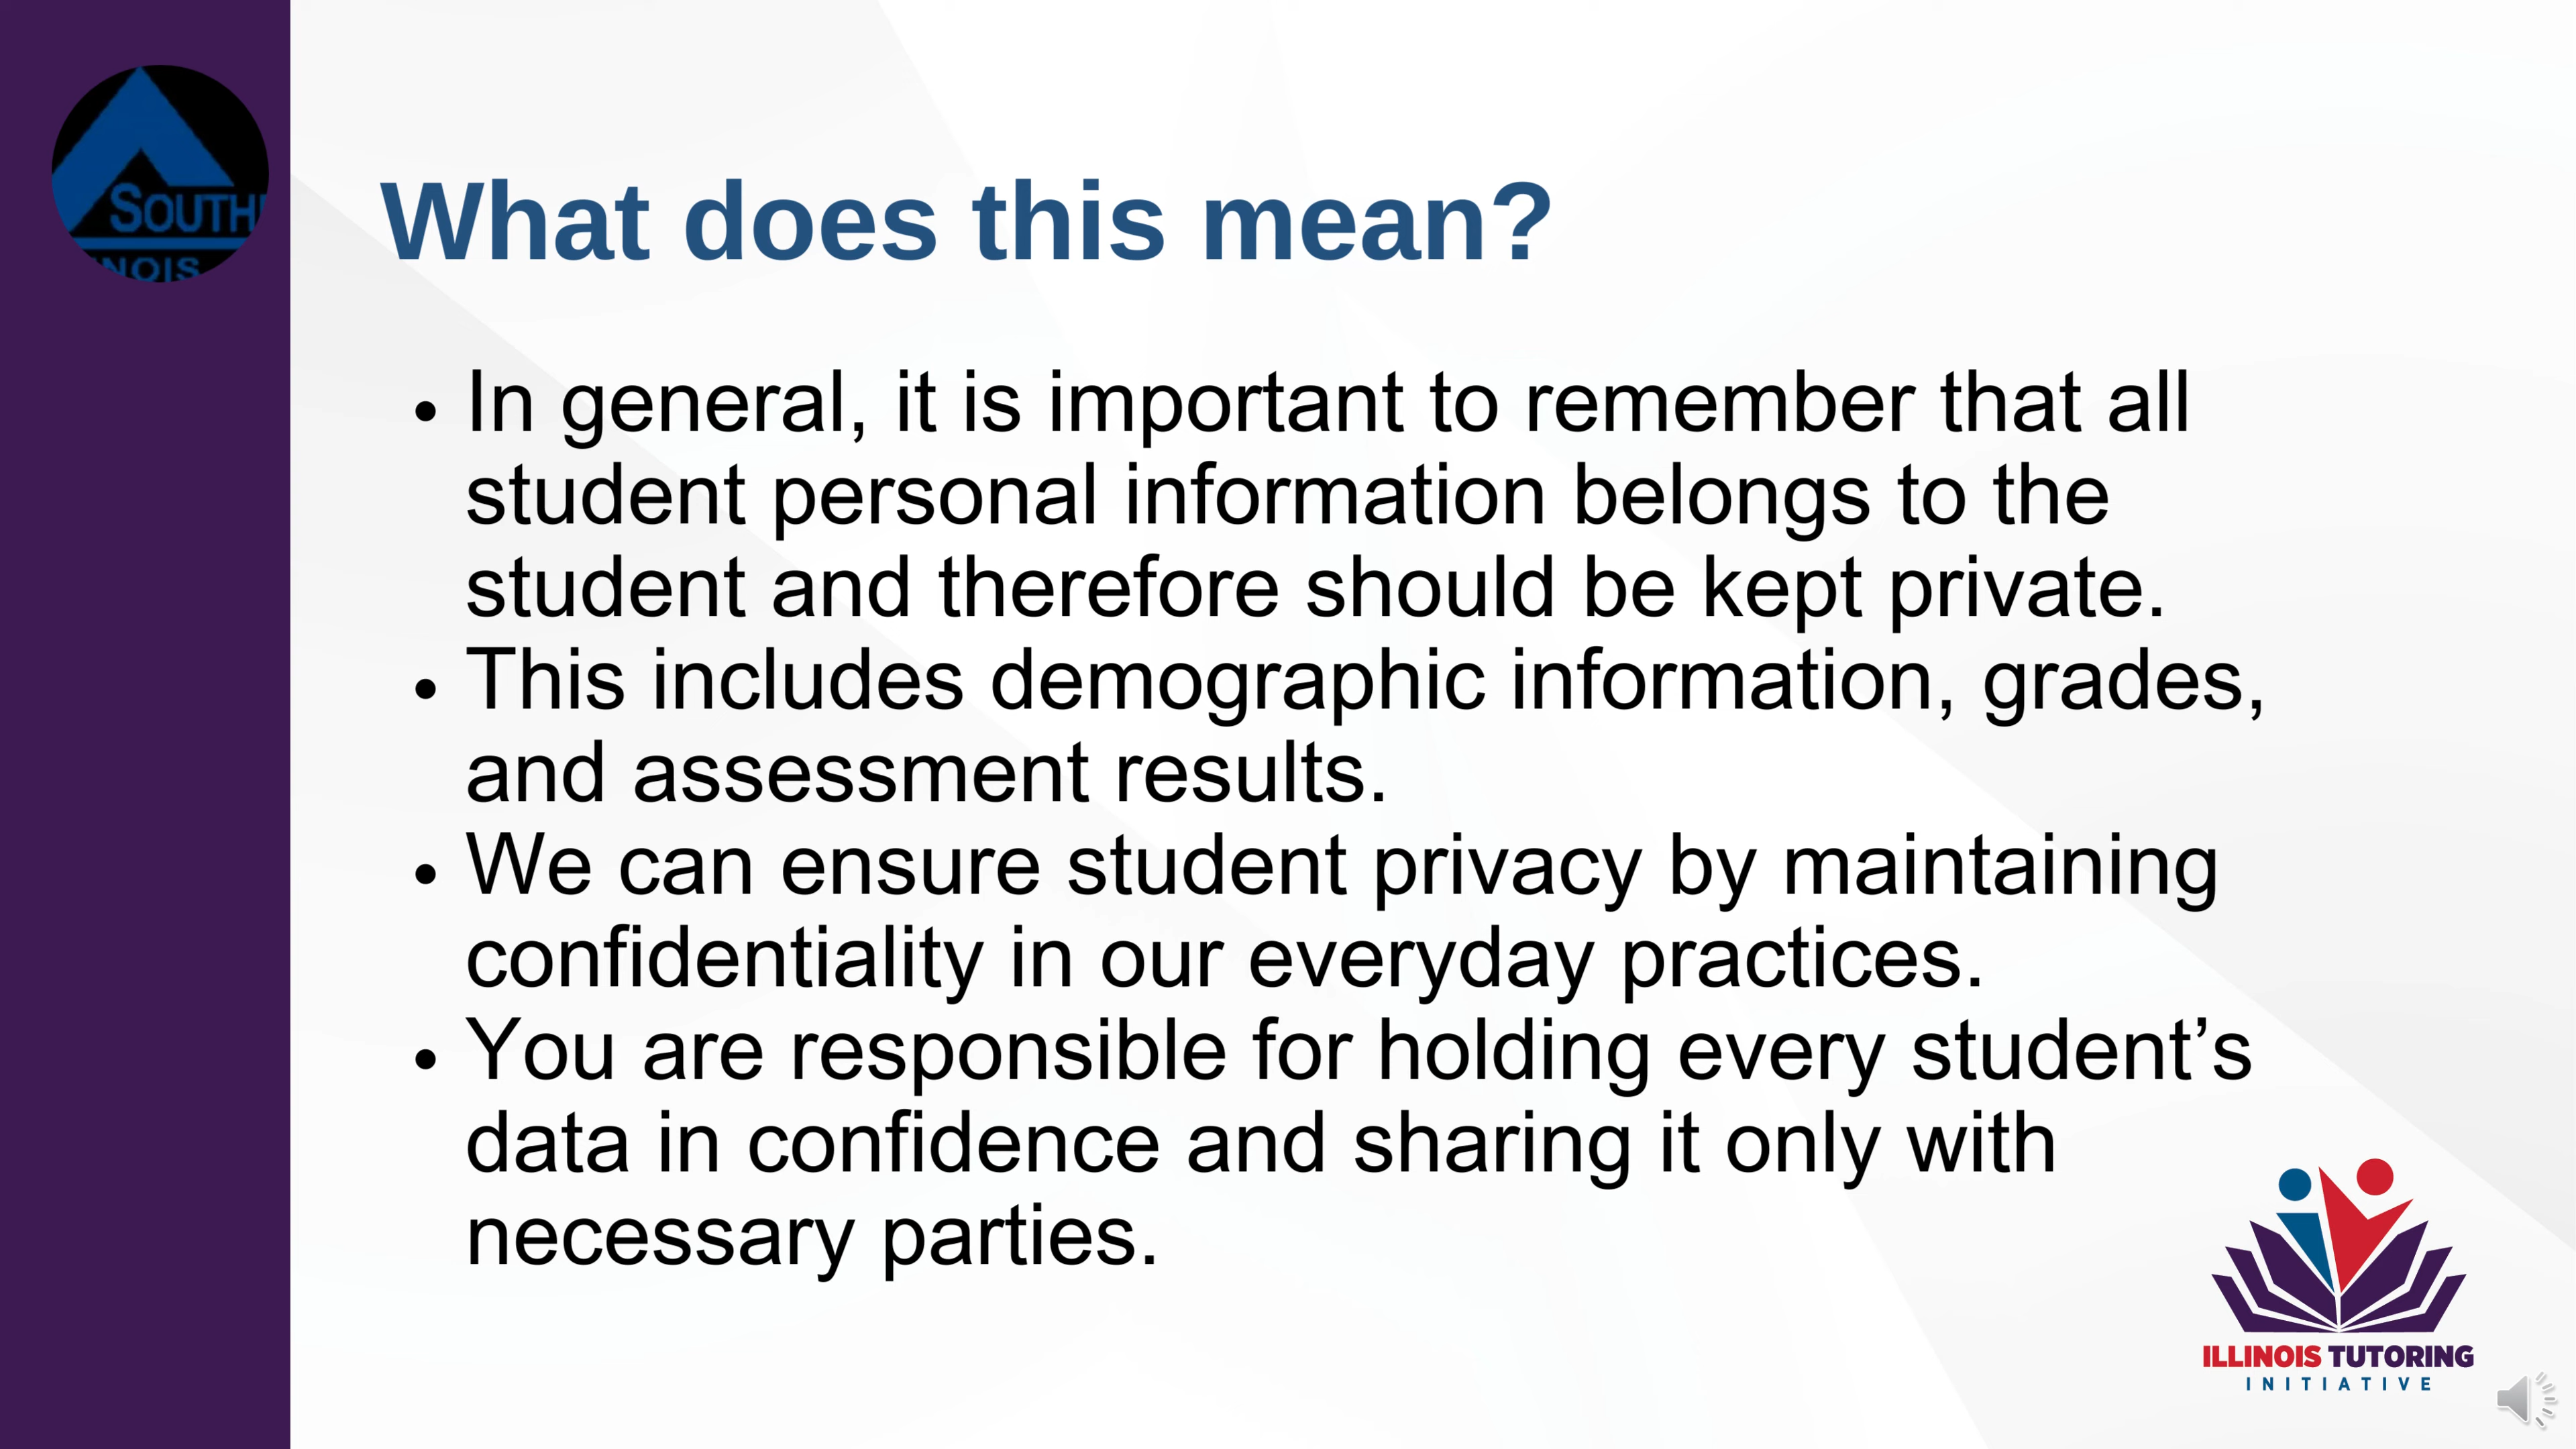 SOUTH
NOIS
What does this mean?
• In general, it is important to remember that all
student personal information belongs to the
student and therefore should be kept private.
• This includes demographic information, grades,
and assessment results.
• We can ensure student privacy by maintaining
confidentiality in our everyday practices.
• You are responsible for holding every student’s
data in confidence and sharing it only with
necessary parties.
ILLINOIS TUTORING
INITIATIVE